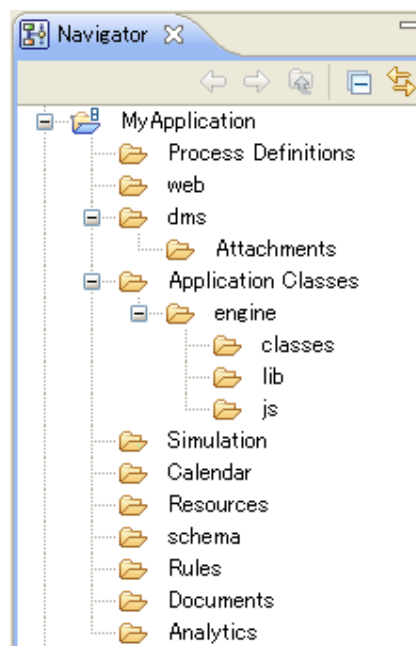 Navigator
MyApplication
Process Definitions
web
dms
Attachments
Application Classes
engine
classes
lib
js
Simulation
Calendar
Resources
schema
Rules
Documents
Analytics